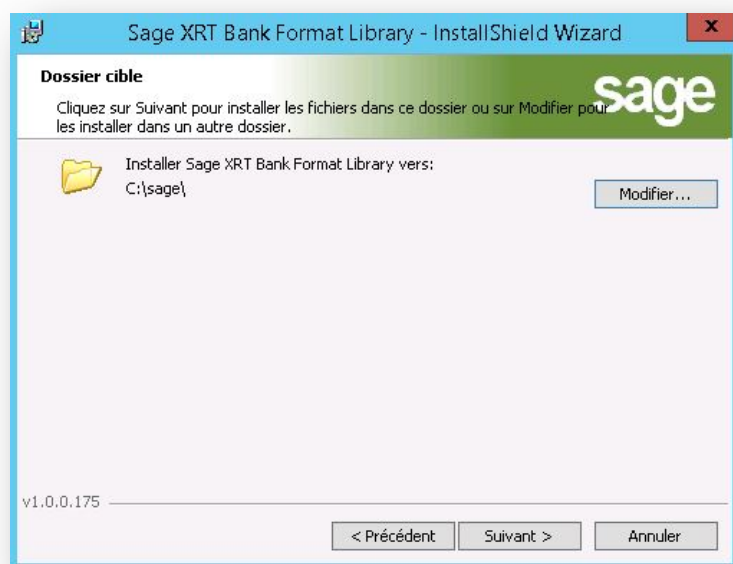 Sage XRT Bank Format Library - InstallShield Wizard
x
Dossier cible
Cliquez sur Suivant pour installer les fichiers dans ce dossier ou sur Modifier pour
les installer dans un autre dossier.
sage
Installer Sage XRT Bank Format Library vers:
C:\sage\
Modifier...
v1.0.0.175
< Précédent
Suivant >
Annuler